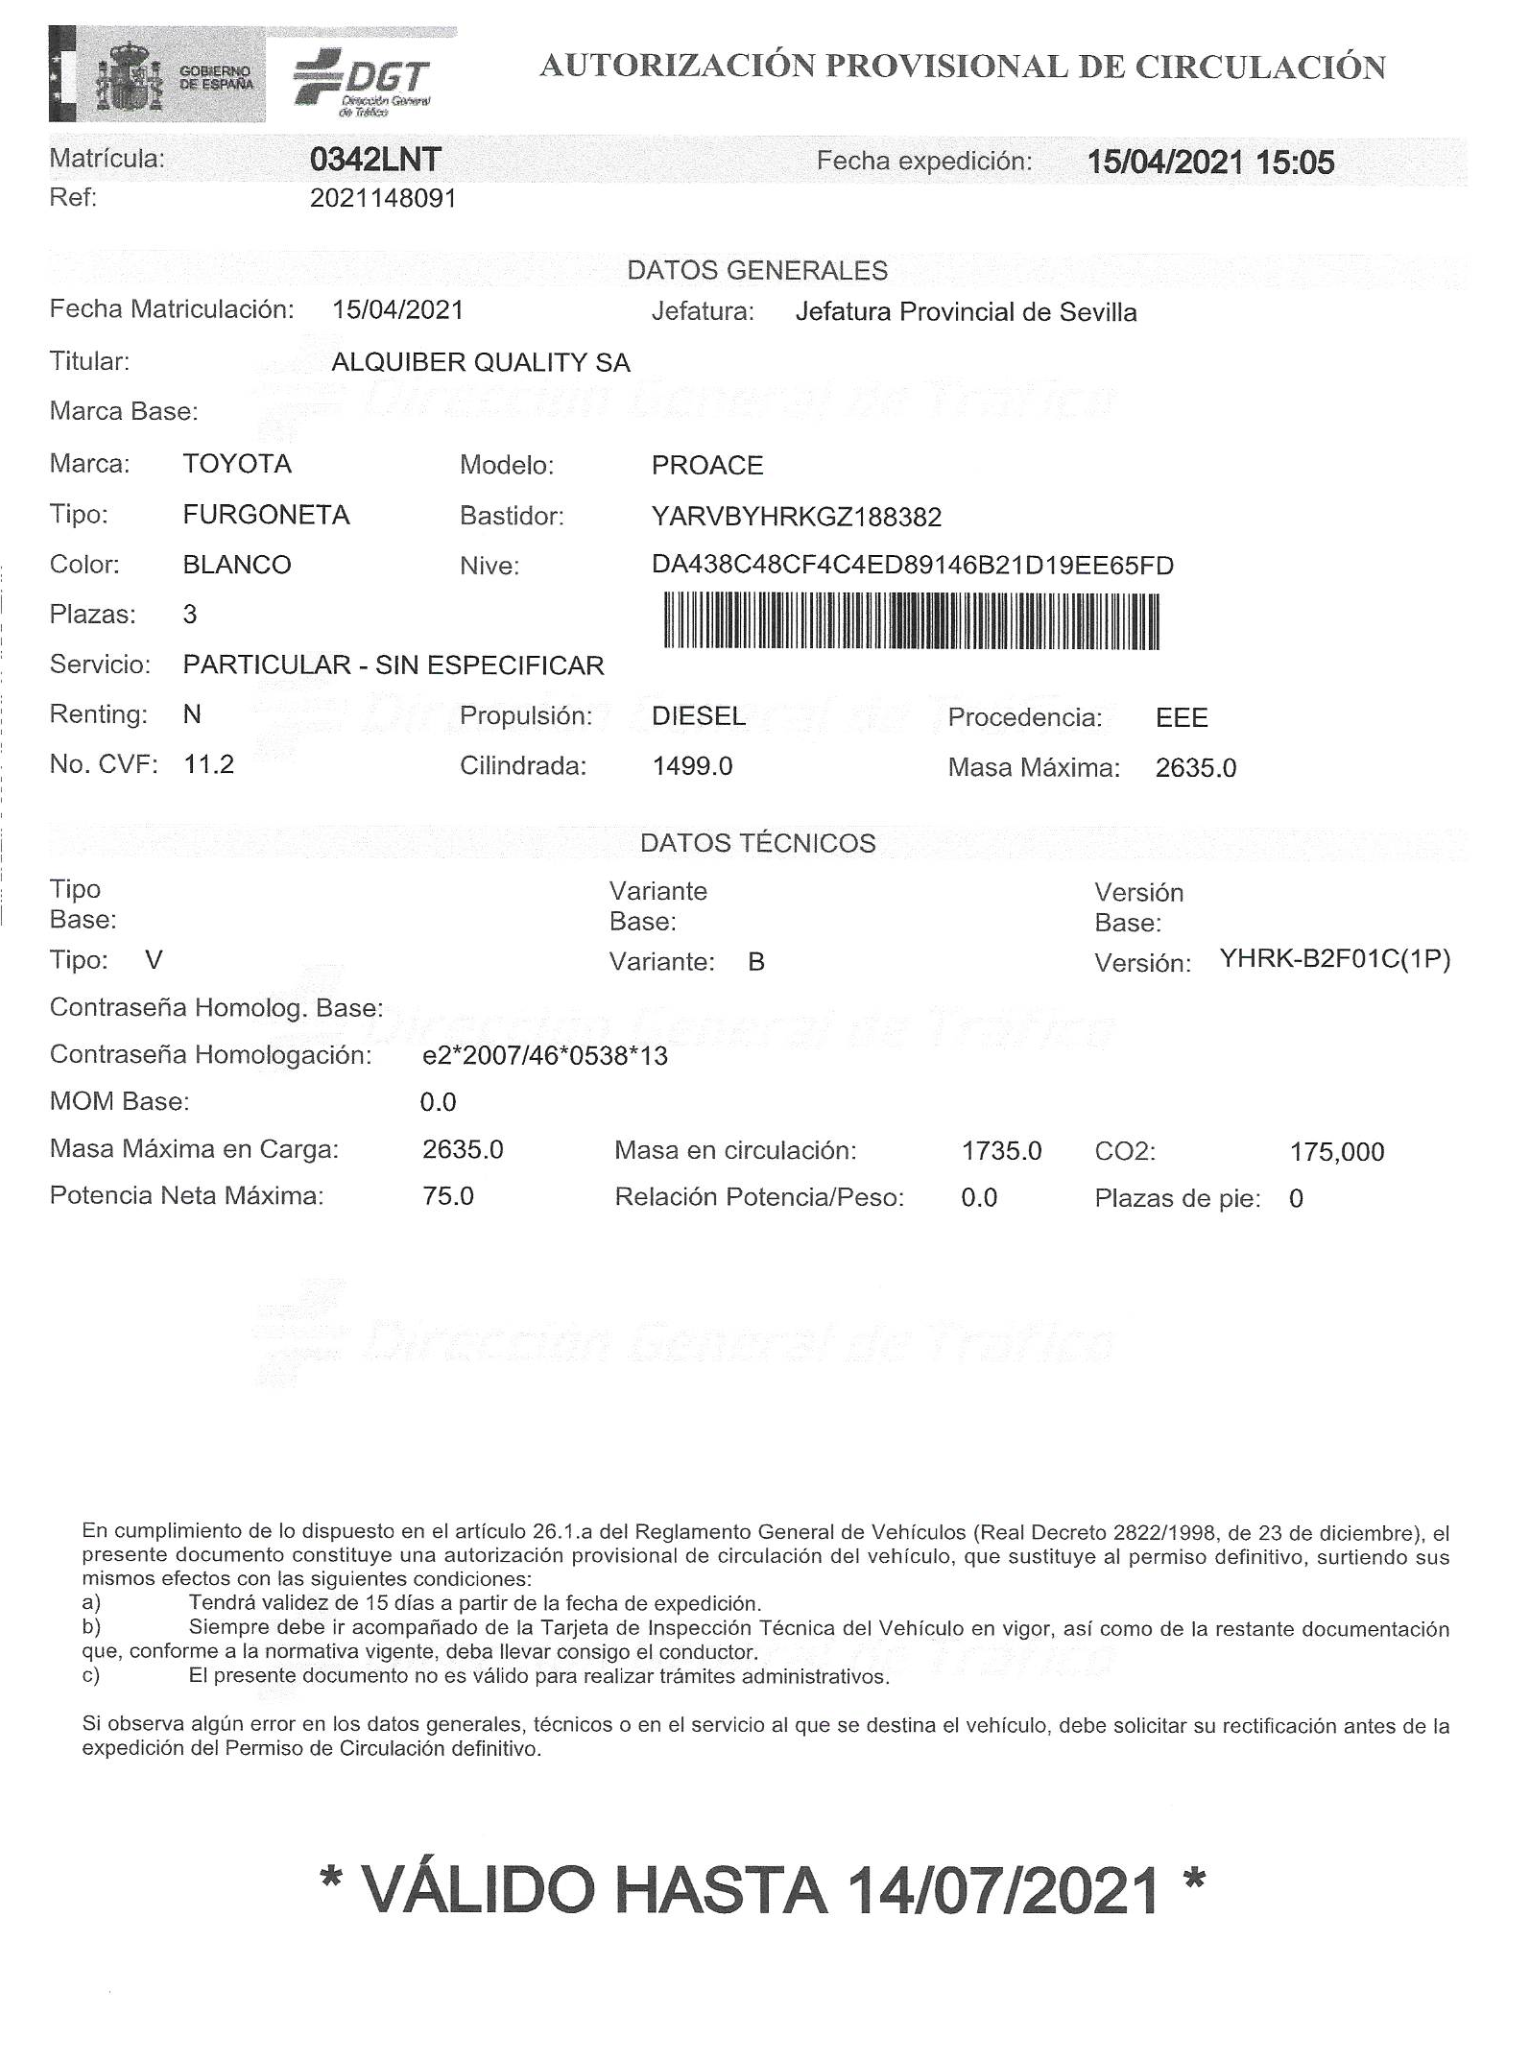 GOBIERNO
DE ESPAÑA
DGT
Dirección General
de Tráfico
AUTORIZACIÓN PROVISIONAL DE CIRCULACIÓN
Matrícula: 0342LNT Fecha expedición: 15/04/2021 15:05
Ref: 2021148091
DATOS GENERALES
Fecha Matriculación: 15/04/2021 Jefatura: Jefatura Provincial de Sevilla
Titular: ALQUIBER QUALITY SA
Marca Base:
Marca: TOYOTA Modelo: PROACE
Tipo: FURGONETA Bastidor: YARVBYHRKGZ188382
Color: BLANCO Nive: DA438C48CF4C4ED89146B21D19EE65FD
Plazas: 3
Servicio: PARTICULAR - SIN ESPECIFICAR
Renting: N Propulsión: DIESEL Procedencia: EEE
No. CVF: 11.2 Cilindrada: 1499.0 Masa Máxima: 2635.0
DATOS TÉCNICOS
Tipo Variante Versión
Base: Base: Base:
Tipo: V Variante: B Versión: YHRK-B2F01C(1P)
Contraseña Homolog. Base:
Contraseña Homologación: e2*2007/46*0538*13
MOM Base: 0.0
Masa Máxima en Carga: 2635.0 Masa en circulación: 1735.0 CO2: 175,000
Potencia Neta Máxima: 75.0 Relación Potencia/Peso: 0.0 Plazas de pie: 0
Dirección General de Tráfico
En cumplimiento de lo dispuesto en el artículo 26.1.a del Reglamento General de Vehículos (Real Decreto 2822/1998, de 23 de diciembre), el
presente documento constituye una autorización provisional de circulación del vehículo, que sustituye al permiso definitivo, surtiendo sus
mismos efectos con las siguientes condiciones:
a) Tendrá validez de 15 días a partir de la fecha de expedición.
b) Siempre debe ir acompañado de la Tarjeta de Inspección Técnica del Vehículo en vigor, así como de la restante documentación
que, conforme a la normativa vigente, deba llevar consigo el conductor.
c) El presente documento no es válido para realizar trámites administrativos.
Si observa algún error en los datos generales, técnicos o en el servicio al que se destina el vehículo, debe solicitar su rectificación antes de la
expedición del Permiso de Circulación definitivo.
* VÁLIDO HASTA 14/07/2021 *